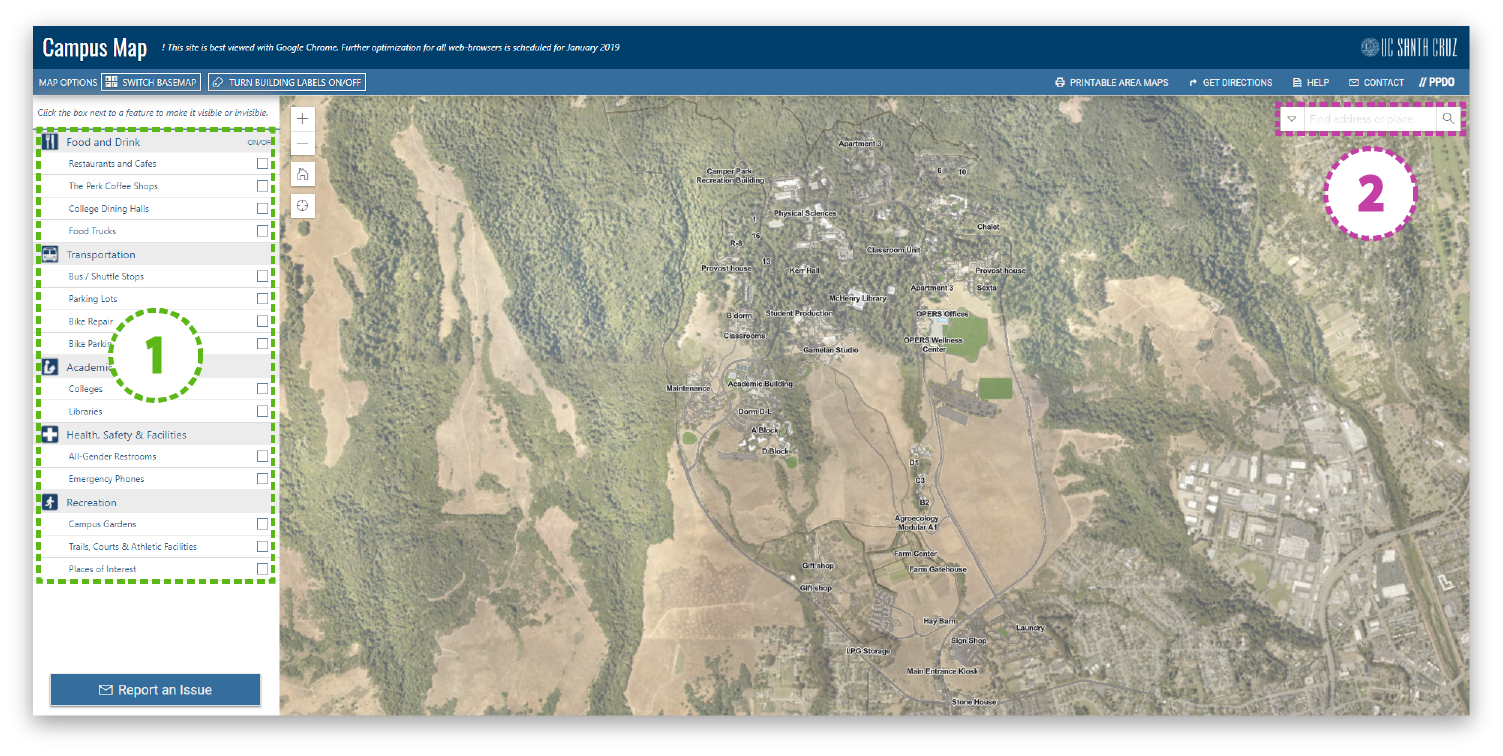 Campus Map
! This site is best viewed with Google Chrome. Further optimization for all web-browsers is scheduled for January 2019
UC SANTA CRUZ
MAP OPTIONS
SWITCH BASEMAP
TURN BUILDING LABELS ON/OFF
PRINTABLE AREA MAPS
GET DIRECTIONS
HELP
CONTACT
// PPDO
Click the box next to a feature to make it visible or invisible.
Food and Drink
ON/OF
Restaurants and Cafes
The Perk Coffee Shops
College Dining Halls
Food Trucks
Transportation
Bus / Shuttle Stops
Parking Lots
Bike Repair
Bike Parkin
Academic
Colleges
Libraries
Health, Safety & Facilities
All-Gender Restrooms
Emergency Phones
Recreation
Campus Gardens
Trails, Courts & Athletic Facilities
Places of Interest
Report an Issue
1
Find address or place
2
Apartment 3
Camper Park
Recreation Building
6
10
Physical Sciences
1
Chalet
16
R-8
Classroom Unit
13
Provost house
Kerr Hall
Provost house
Apartment 3
Sexta
McHenry Library
B dorm
Student Production
OPERS Offices
Classrooms
OPERS Wellness
Center
Gamelan Studio
Maintenance
Academic Building
Dorm D-L
A Block
D Block
D1
C3
B2
Agroecology
Modular A1
Farm Center
Gift shop
Farm Gatehouse
Gift shop
Hay Barn
Laundry
Sign Shop
LPG Storage
Main Entrance Kiosk
Stone House